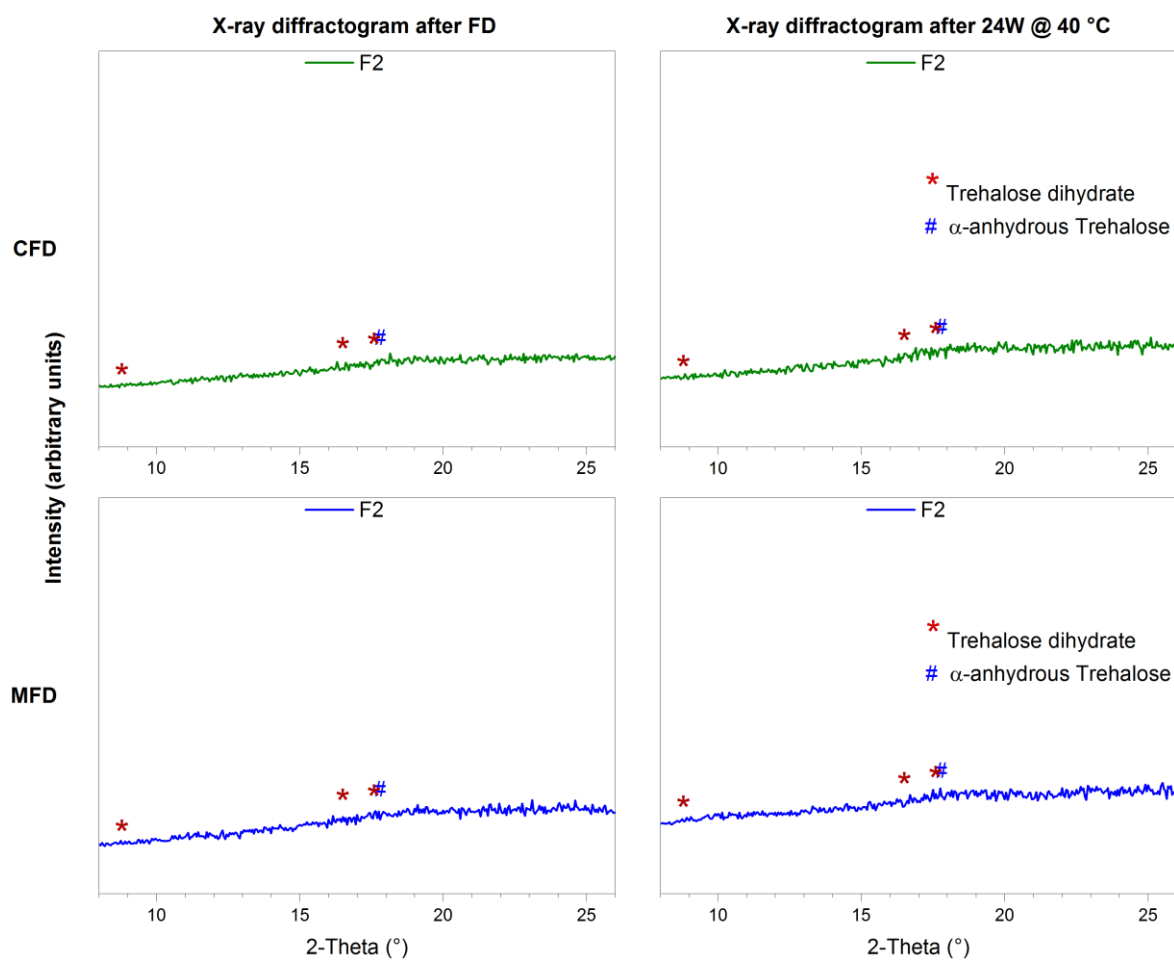 X-ray diffractogram after FD
X-ray diffractogram after 24W @ 40 °C
F2
F2
* Trehalose dihydrate
# α-anhydrous Trehalose
CFD
* * * #
* * * #
10 15 20 25
10 15 20 25
Intensity (arbitrary units)
F2
F2
* Trehalose dihydrate
# α-anhydrous Trehalose
MFD
* * * #
* * * #
10 15 20 25
10 15 20 25
2-Theta (°)
2-Theta (°)